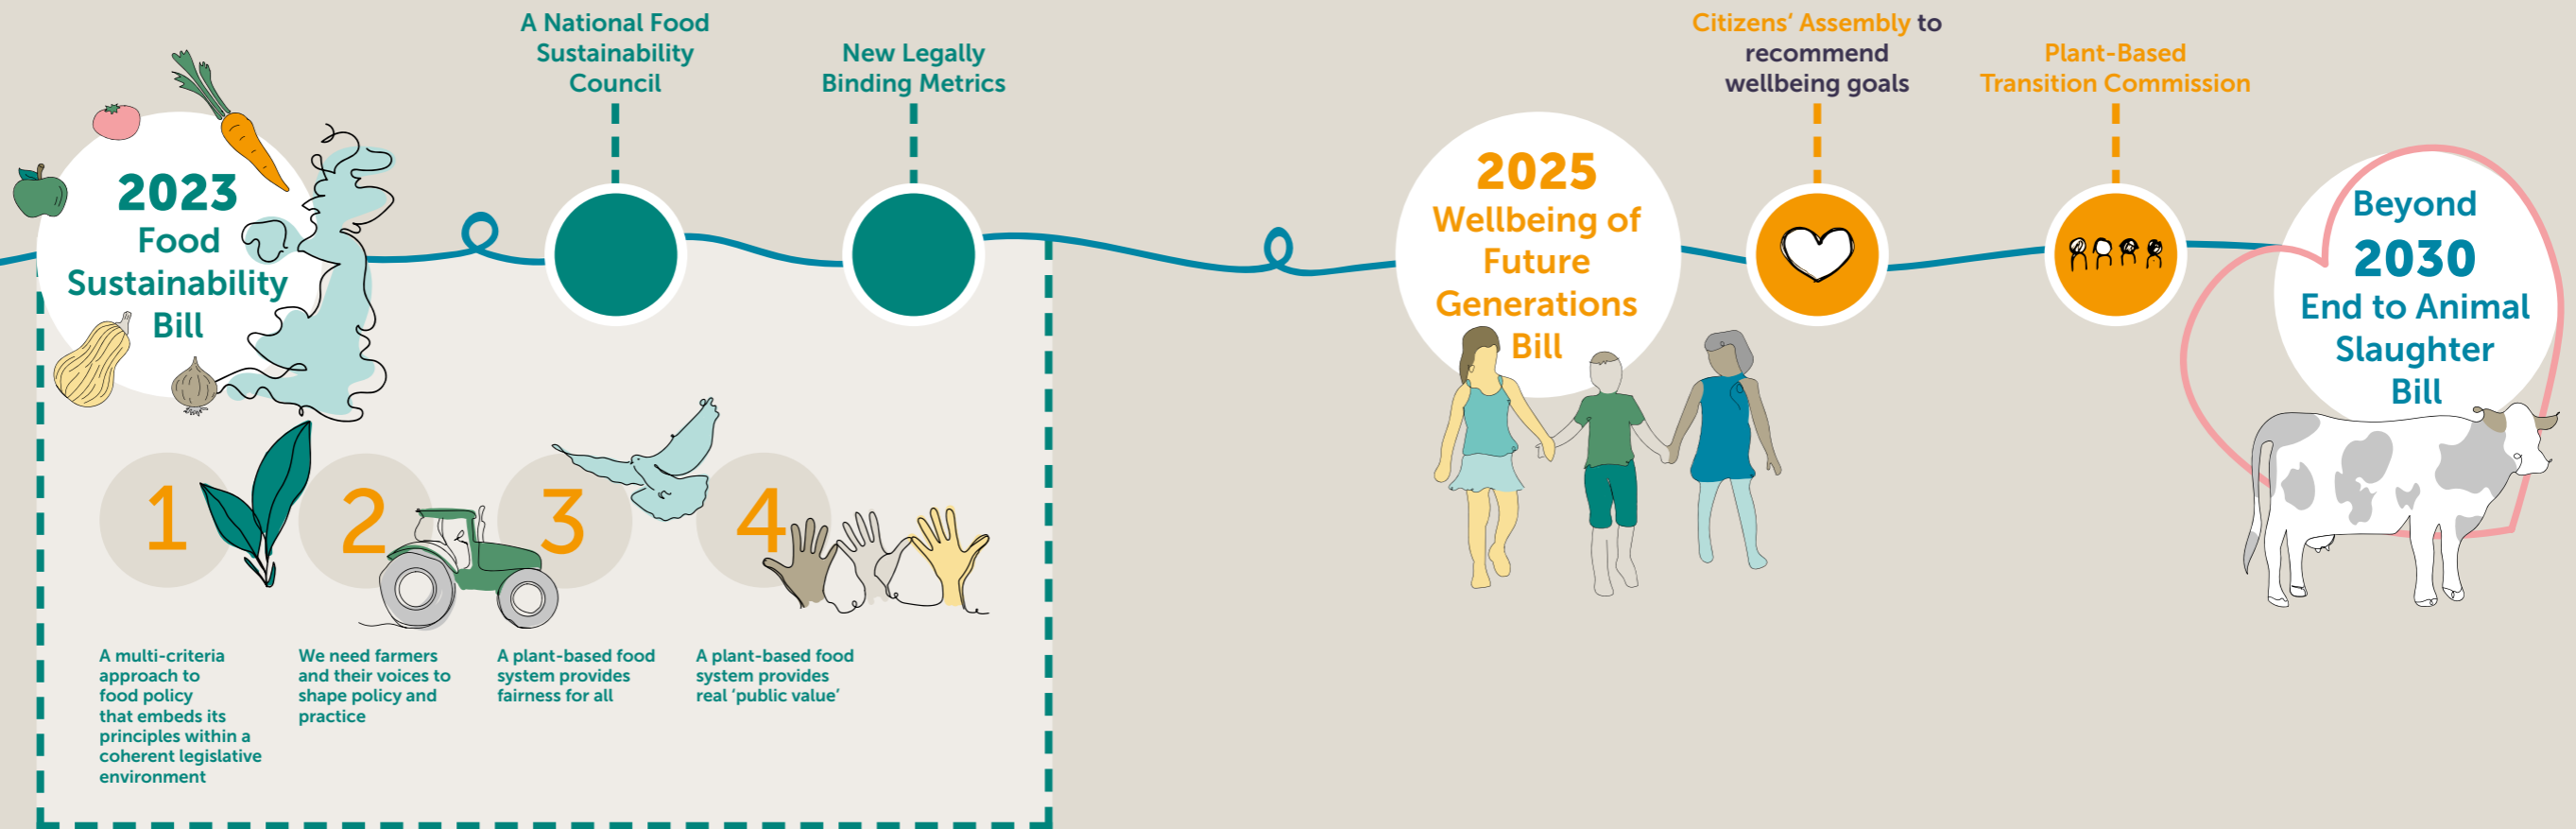 2023
Food
Sustainability
Bill
A National Food
Sustainability
Council
New Legally
Binding Metrics
1
A multi-criteria
approach to
food policy
that embeds its
principles within a
coherent legislative
environment
2
We need farmers
and their voices to
shape policy and
practice
3
A plant-based food
system provides
fairness for all
4
A plant-based food
system provides
real ‘public value’
2025
Wellbeing of
Future
Generations
Bill
Citizens’ Assembly to
recommend
wellbeing goals
Plant-Based
Transition Commission
Beyond
2030
End to Animal
Slaughter
Bill